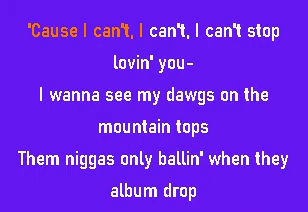 'Cause I can't, I can't, I can't stop
lovin' you-
I wanna see my dawgs on the
mountain tops
Them niggas only ballin' when they
album drop